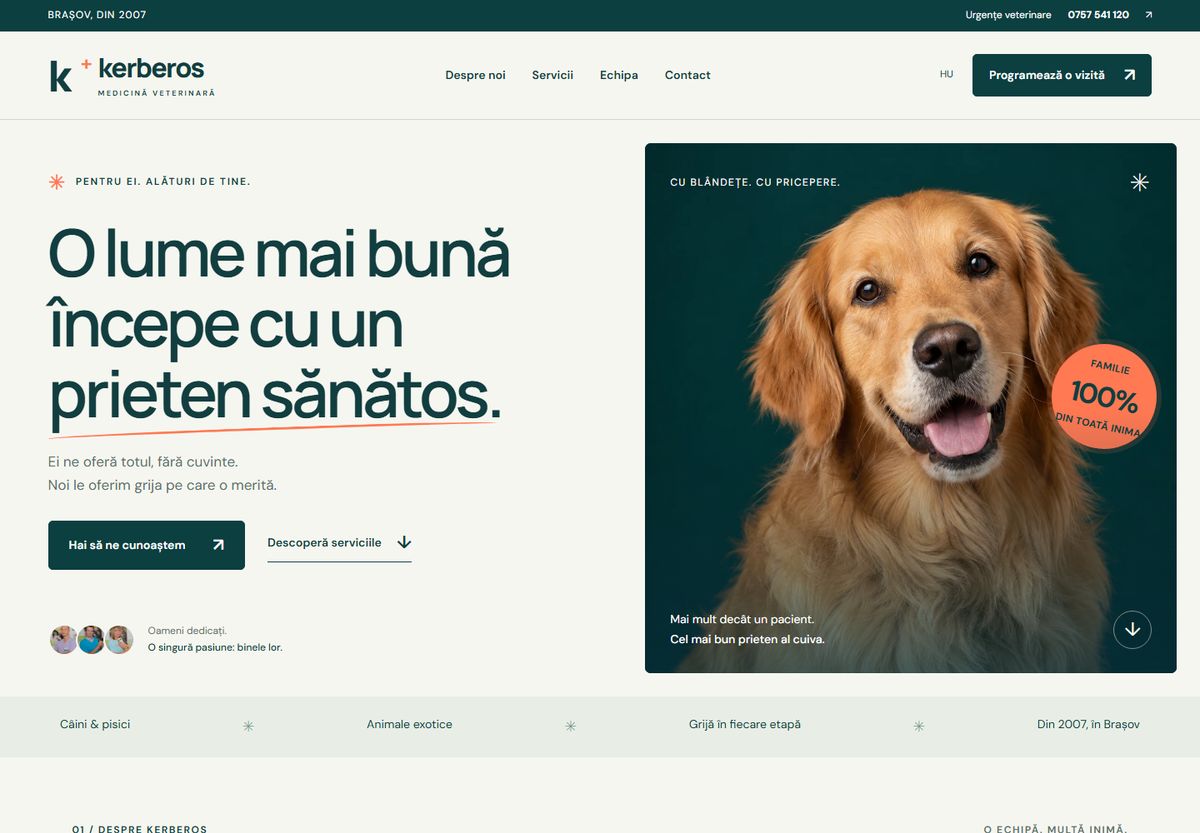 BRAȘOV, DIN 2007
Urgențe veterinare 0757 541 120
k+ kerberos
MEDICINĂ VETERINARĂ
Despre noi
Servicii
Echipa
Contact
HU
Programează o vizită
PENTRU EI. ALĂTURI DE TINE.
O lume mai bună
începe cu un
prieten sănătos.
Ei ne oferă totul, fără cuvinte.
Noi le oferim grija pe care o merită.
Hai să ne cunoaștem
Descoperă serviciile
Oameni dedicați.
O singură pasiune: binele lor.
CU BLÂNDEȚE. CU PRICEPERE.
FAMILIE
100%
DIN TOATĂ INIMA
Mai mult decât un pacient.
Cel mai bun prieten al cuiva.
Câini & pisici
Animale exotice
Grijă în fiecare etapă
Din 2007, în Brașov
01 / DESPRE KERBEROS
O ECHIPĂ. MULTĂ INIMĂ.